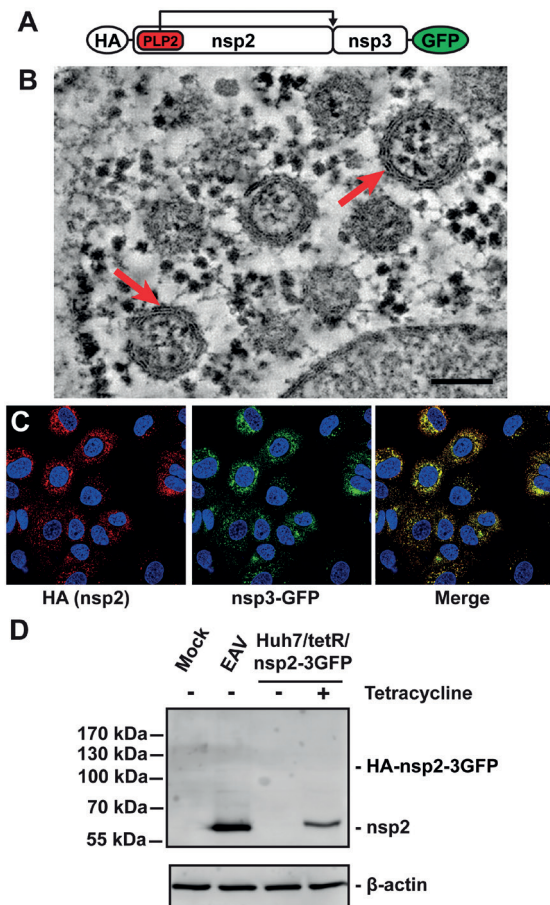 A
HA PLP2 nsp2 nsp3 GFP
B
C
HA (nsp2) nsp3-GFP Merge
D
Mock EAV Huh7/tetR/
nsp2-3GFP
- - - + Tetracycline
170 kDa
130 kDa
100 kDa
70 kDa
55 kDa
- HA-nsp2-3GFP
- nsp2
- β-actin